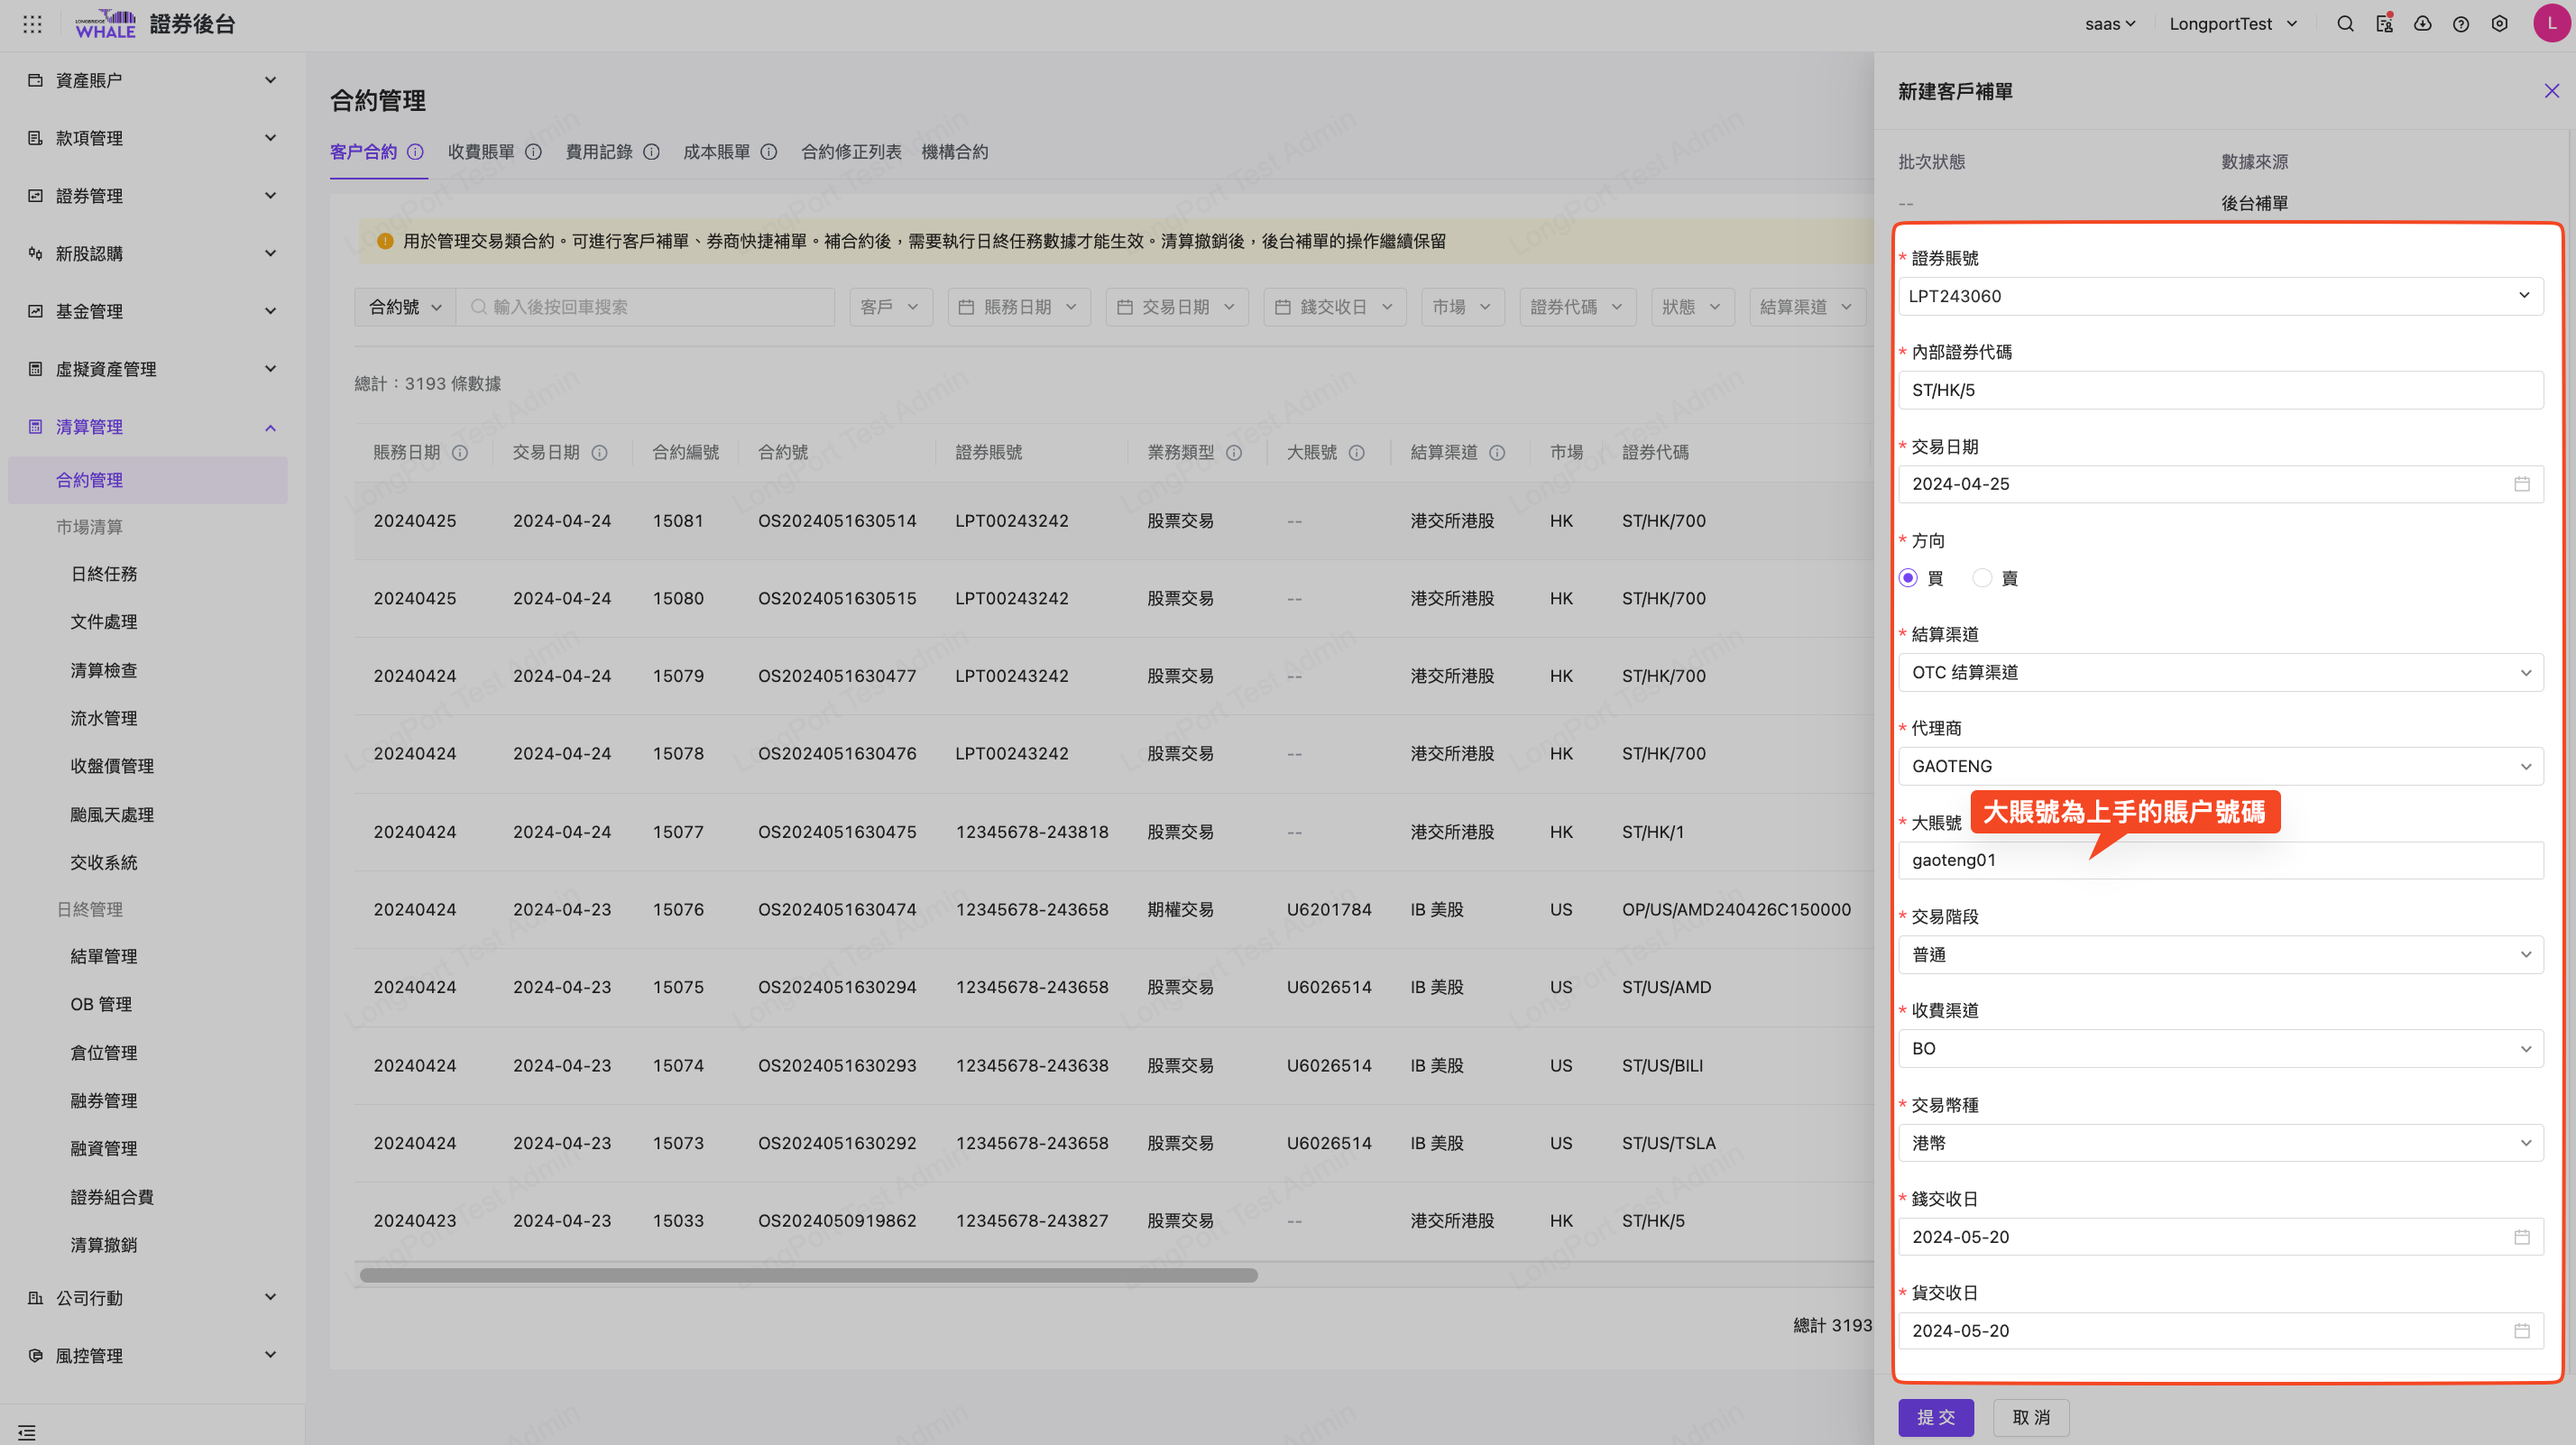 LONGBRIDGE
WHALE
證券後台
saas
LongportTest
L
資產賬户
款項管理
證券管理
新股認購
基金管理
虛擬資產管理
清算管理
合約管理
市場清算
日終任務
文件處理
清算檢查
流水管理
收盤價管理
颱風天處理
交收系統
日終管理
結單管理
OB 管理
倉位管理
融券管理
融資管理
證券組合費
清算撤銷
公司行動
風控管理
合約管理
客户合約 收費賬單 費用記錄 成本賬單 合約修正列表 機構合約
用於管理交易類合約。可進行客戶補單、券商快捷補單。補合約後，需要執行日終任務數據才能生效。清算撤銷後，後台補單的操作繼續保留
合約號 輸入後按回車搜索 客戶 賬務日期 交易日期 錢交收日 市場 證券代碼 狀態 結算渠道
總計：3193 條數據
賬務日期 交易日期 合約編號 合約號 證券賬號 業務類型 大賬號 結算渠道 市場 證券代碼
20240425 2024-04-24 15081 OS2024051630514 LPT00243242 股票交易 -- 港交所港股 HK ST/HK/700
20240425 2024-04-24 15080 OS2024051630515 LPT00243242 股票交易 -- 港交所港股 HK ST/HK/700
20240424 2024-04-24 15079 OS2024051630477 LPT00243242 股票交易 -- 港交所港股 HK ST/HK/700
20240424 2024-04-24 15078 OS2024051630476 LPT00243242 股票交易 -- 港交所港股 HK ST/HK/700
20240424 2024-04-24 15077 OS2024051630475 12345678-243818 股票交易 -- 港交所港股 HK ST/HK/1
20240424 2024-04-23 15076 OS2024051630474 12345678-243658 期權交易 U6201784 IB 美股 US OP/US/AMD240426C150000
20240424 2024-04-23 15075 OS2024051630294 12345678-243658 股票交易 U6026514 IB 美股 US ST/US/AMD
20240424 2024-04-23 15074 OS2024051630293 12345678-243638 股票交易 U6026514 IB 美股 US ST/US/BILI
20240424 2024-04-23 15073 OS2024051630292 12345678-243658 股票交易 U6026514 IB 美股 US ST/US/TSLA
20240423 2024-04-23 15033 OS2024050919862 12345678-243827 股票交易 -- 港交所港股 HK ST/HK/5
總計 3193
LongPort Test Admin
新建客戶補單
批次狀態 數據來源
-- 後台補單
* 證券賬號
LPT243060
* 內部證券代碼
ST/HK/5
* 交易日期
2024-04-25
* 方向
買 賣
* 結算渠道
OTC 结算渠道
* 代理商
GAOTENG
* 大賬號
大賬號為上手的賬户號碼
gaoteng01
* 交易階段
普通
* 收費渠道
BO
* 交易幣種
港幣
* 錢交收日
2024-05-20
* 貨交收日
2024-05-20
提 交 取 消